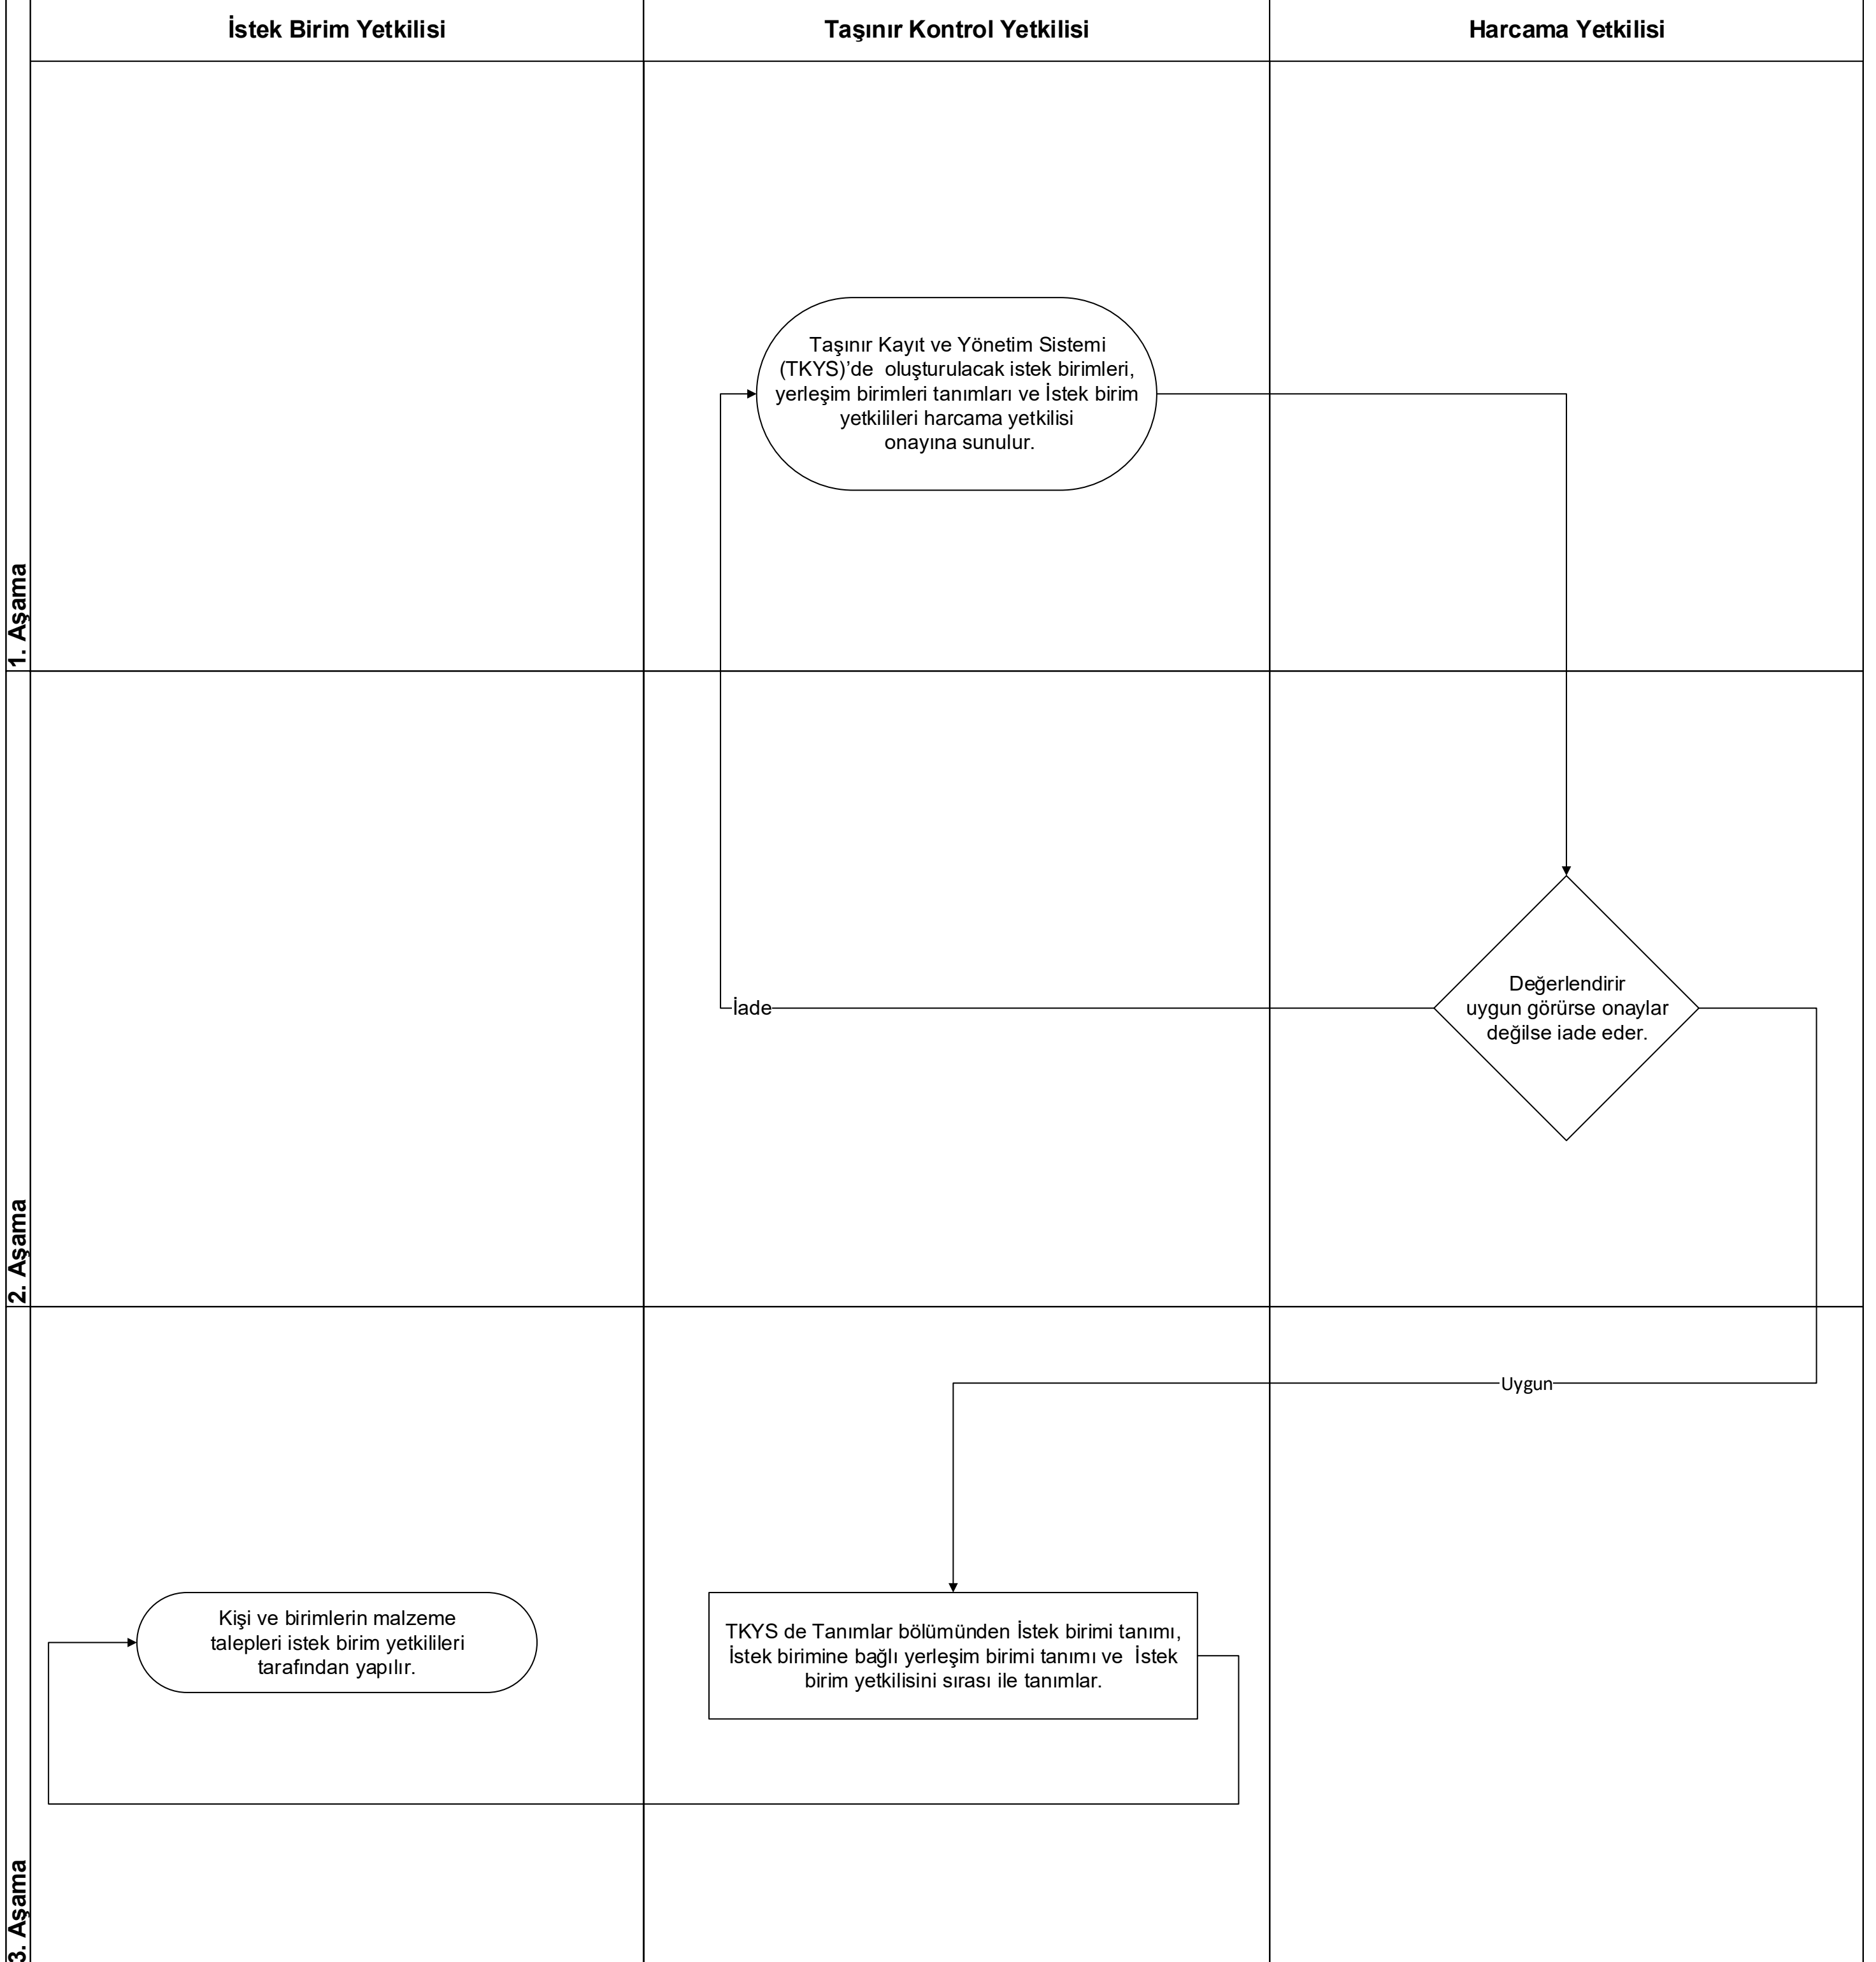 İstek Birim Yetkilisi
Taşınır Kontrol Yetkilisi
Harcama Yetkilisi
1. Aşama
Taşınır Kayıt ve Yönetim Sistemi
(TKYS)’de  oluşturulacak istek birimleri,
yerleşim birimleri tanımları ve İstek birim
yetkilileri harcama yetkilisi
onayına sunulur.
2. Aşama
İade
Değerlendirir
uygun görürse onaylar
değilse iade eder.
Uygun
3. Aşama
Kişi ve birimlerin malzeme
talepleri istek birim yetkilileri
tarafından yapılır.
TKYS de Tanımlar bölümünden İstek birimi tanımı,
İstek birimine bağlı yerleşim birimi tanımı ve  İstek
birim yetkilisini sırası ile tanımlar.